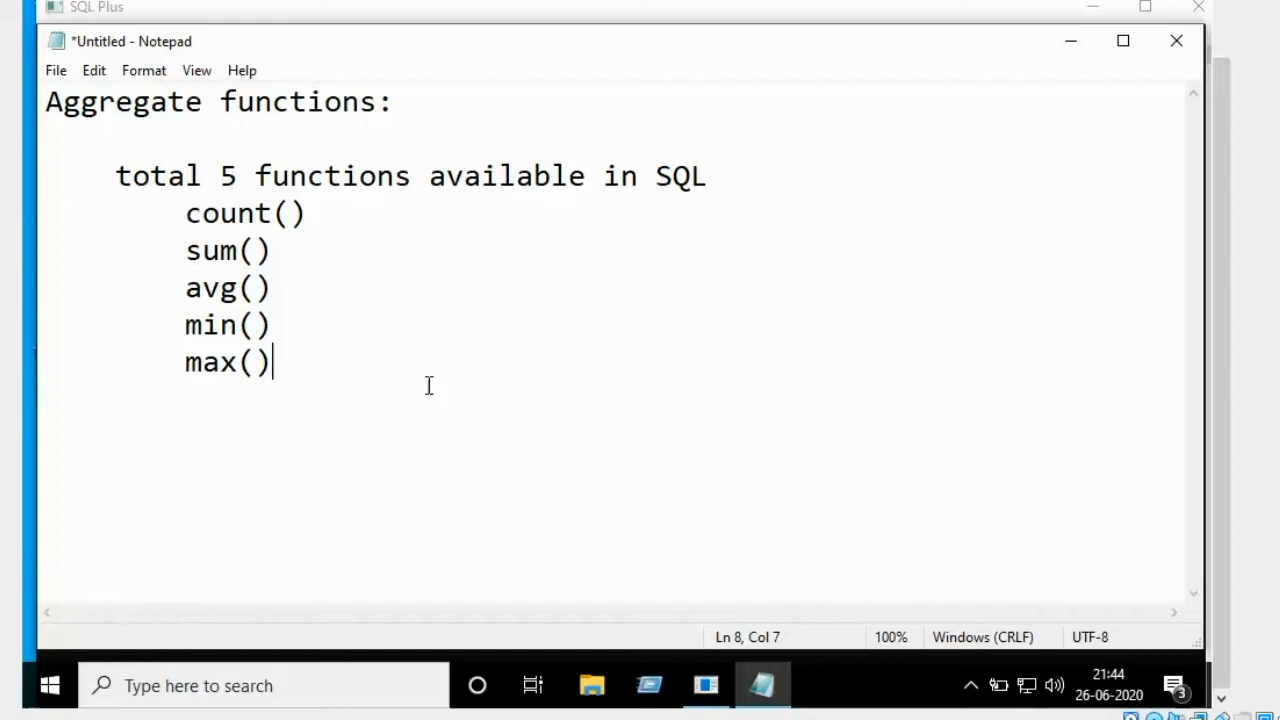 SQL Plus
*Untitled - Notepad
File Edit Format View Help
Aggregate functions:
total 5 functions available in SQL
count()
sum()
avg()
min()
max()
Ln 8, Col 7 100% Windows (CRLF) UTF-8
Type here to search
21:44
26-06-2020
3